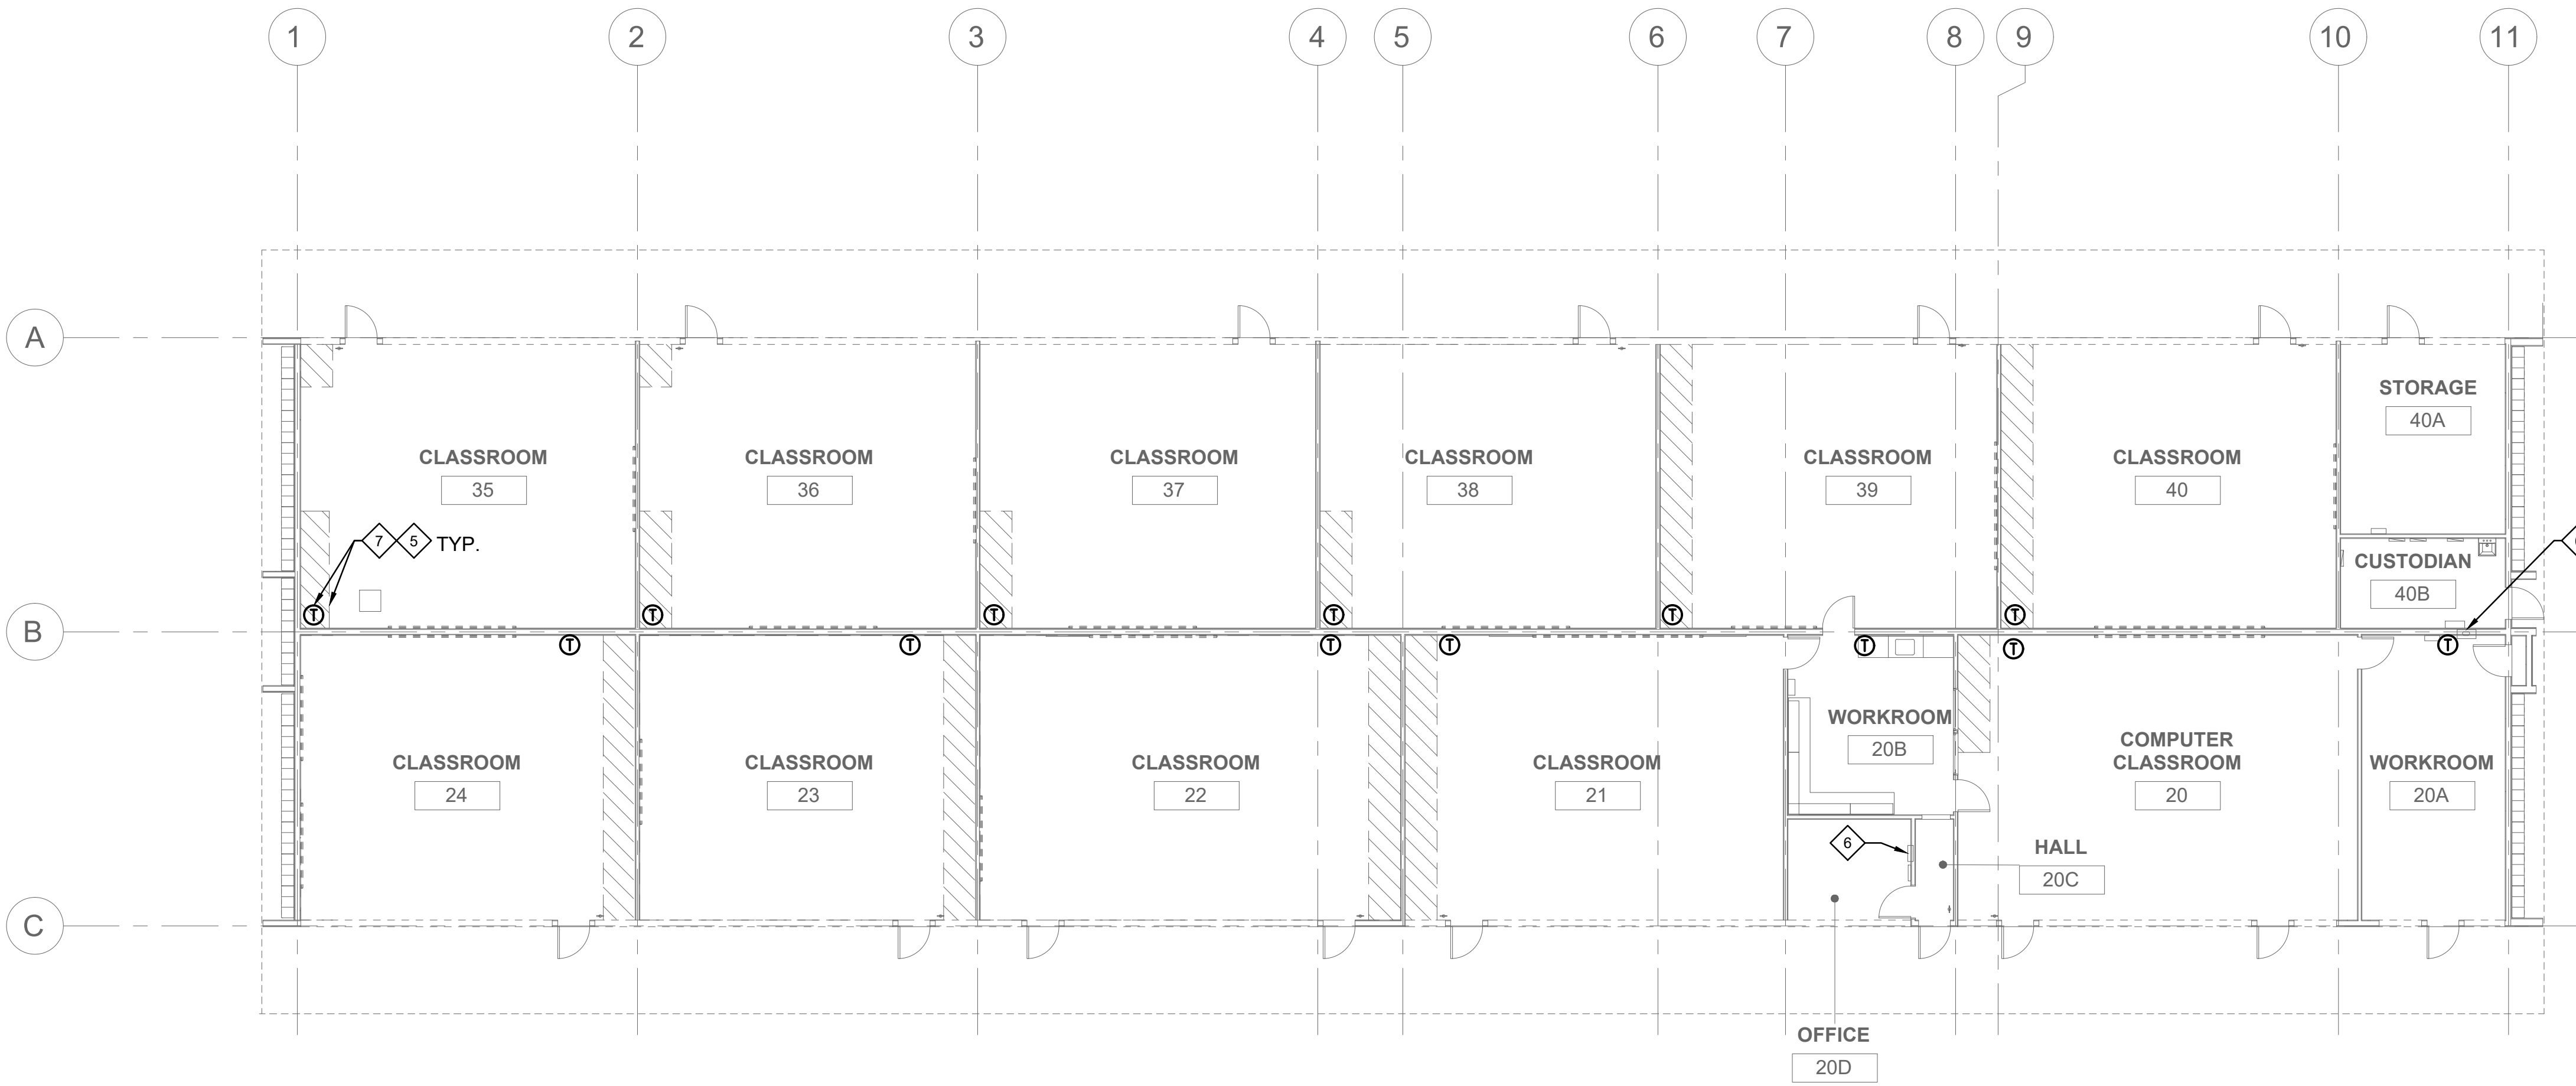 1 2 3 4 5 6 7 8 9 10 11
A
STORAGE
40A
CLASSROOM CLASSROOM CLASSROOM CLASSROOM CLASSROOM CLASSROOM
35 36 37 38 39 40
7 5 TYP.
CUSTODIAN
40B
T T T T T T
B
T T T T T T T
WORKROOM
20B
COMPUTER
CLASSROOM
20
CLASSROOM CLASSROOM CLASSROOM CLASSROOM WORKROOM
24 23 22 21 20A
6
HALL
20C
C
OFFICE
20D